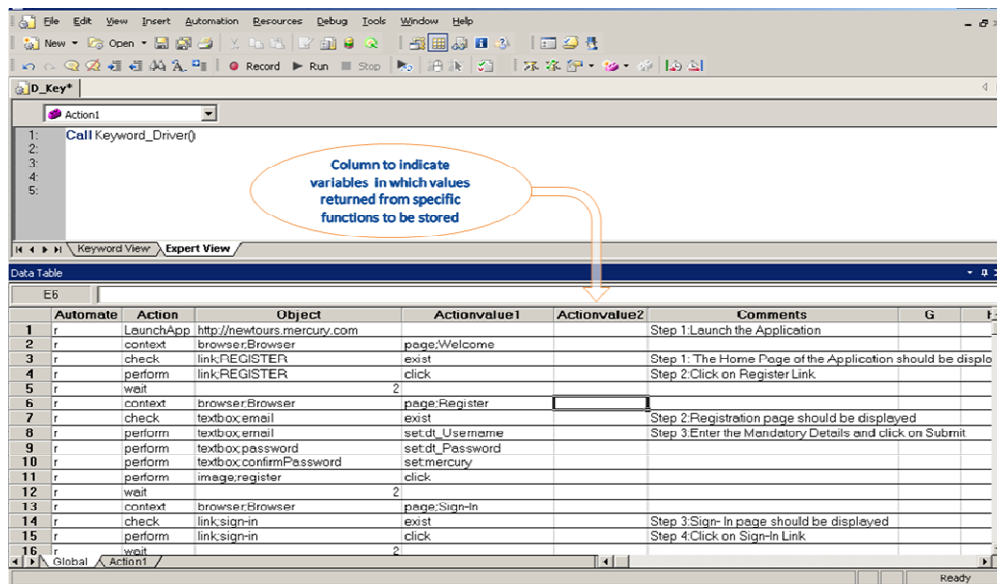 File Edit View Insert Automation Resources Debug Tools Window Help
New Open
Record Run Stop
D_Key*
Action1
1: Call Keyword_Driver()
2:
3:
4:
5:
Column to indicate
variables in which values
returned from specific
functions to be stored
Keyword View Expert View
Data Table
E6
Automate Action Object Actionvalue1 Actionvalue2 Comments G
1 r LaunchApp http://newtours.mercury.com Step 1:Launch the Application
2 r context browser;Browser page;Welcome
3 r check link;REGISTER exist Step 1: The Home Page of the Application should be displa
4 r perform link;REGISTER click Step 2:Click on Register Link
5 r wait 2
6 r context browser;Browser page;Register
7 r check textbox;email exist Step 2:Registration page should be displayed
8 r perform textbox;email set:dt_Username Step 3:Enter the Mandatory Details and click on Submit
9 r perform textbox;password set:dt_Password
10 r perform textbox;confirmPassword set:mercury
11 r perform image;register click
12 r wait 2
13 r context browser;Browser page;Sign-In
14 r check link;sign-in exist Step 3:Sign- In page should be displayed
15 r perform link;sign-in click Step 4:Click on Sign-In Link
16 r wait 2
Global Action1
Ready